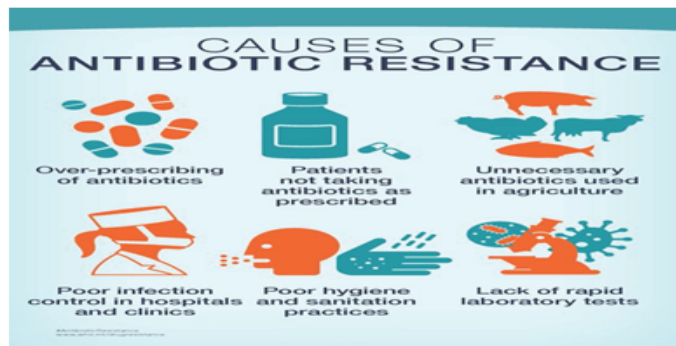 CAUSES OF
ANTIBIOTIC RESISTANCE
Over-prescribing
of antibiotics
Patients
not taking
antibiotics as
prescribed
Unnecessary
antibiotics used
in agriculture
Poor infection
control in hospitals
and clinics
Poor hygiene
and sanitation
practices
Lack of rapid
laboratory tests